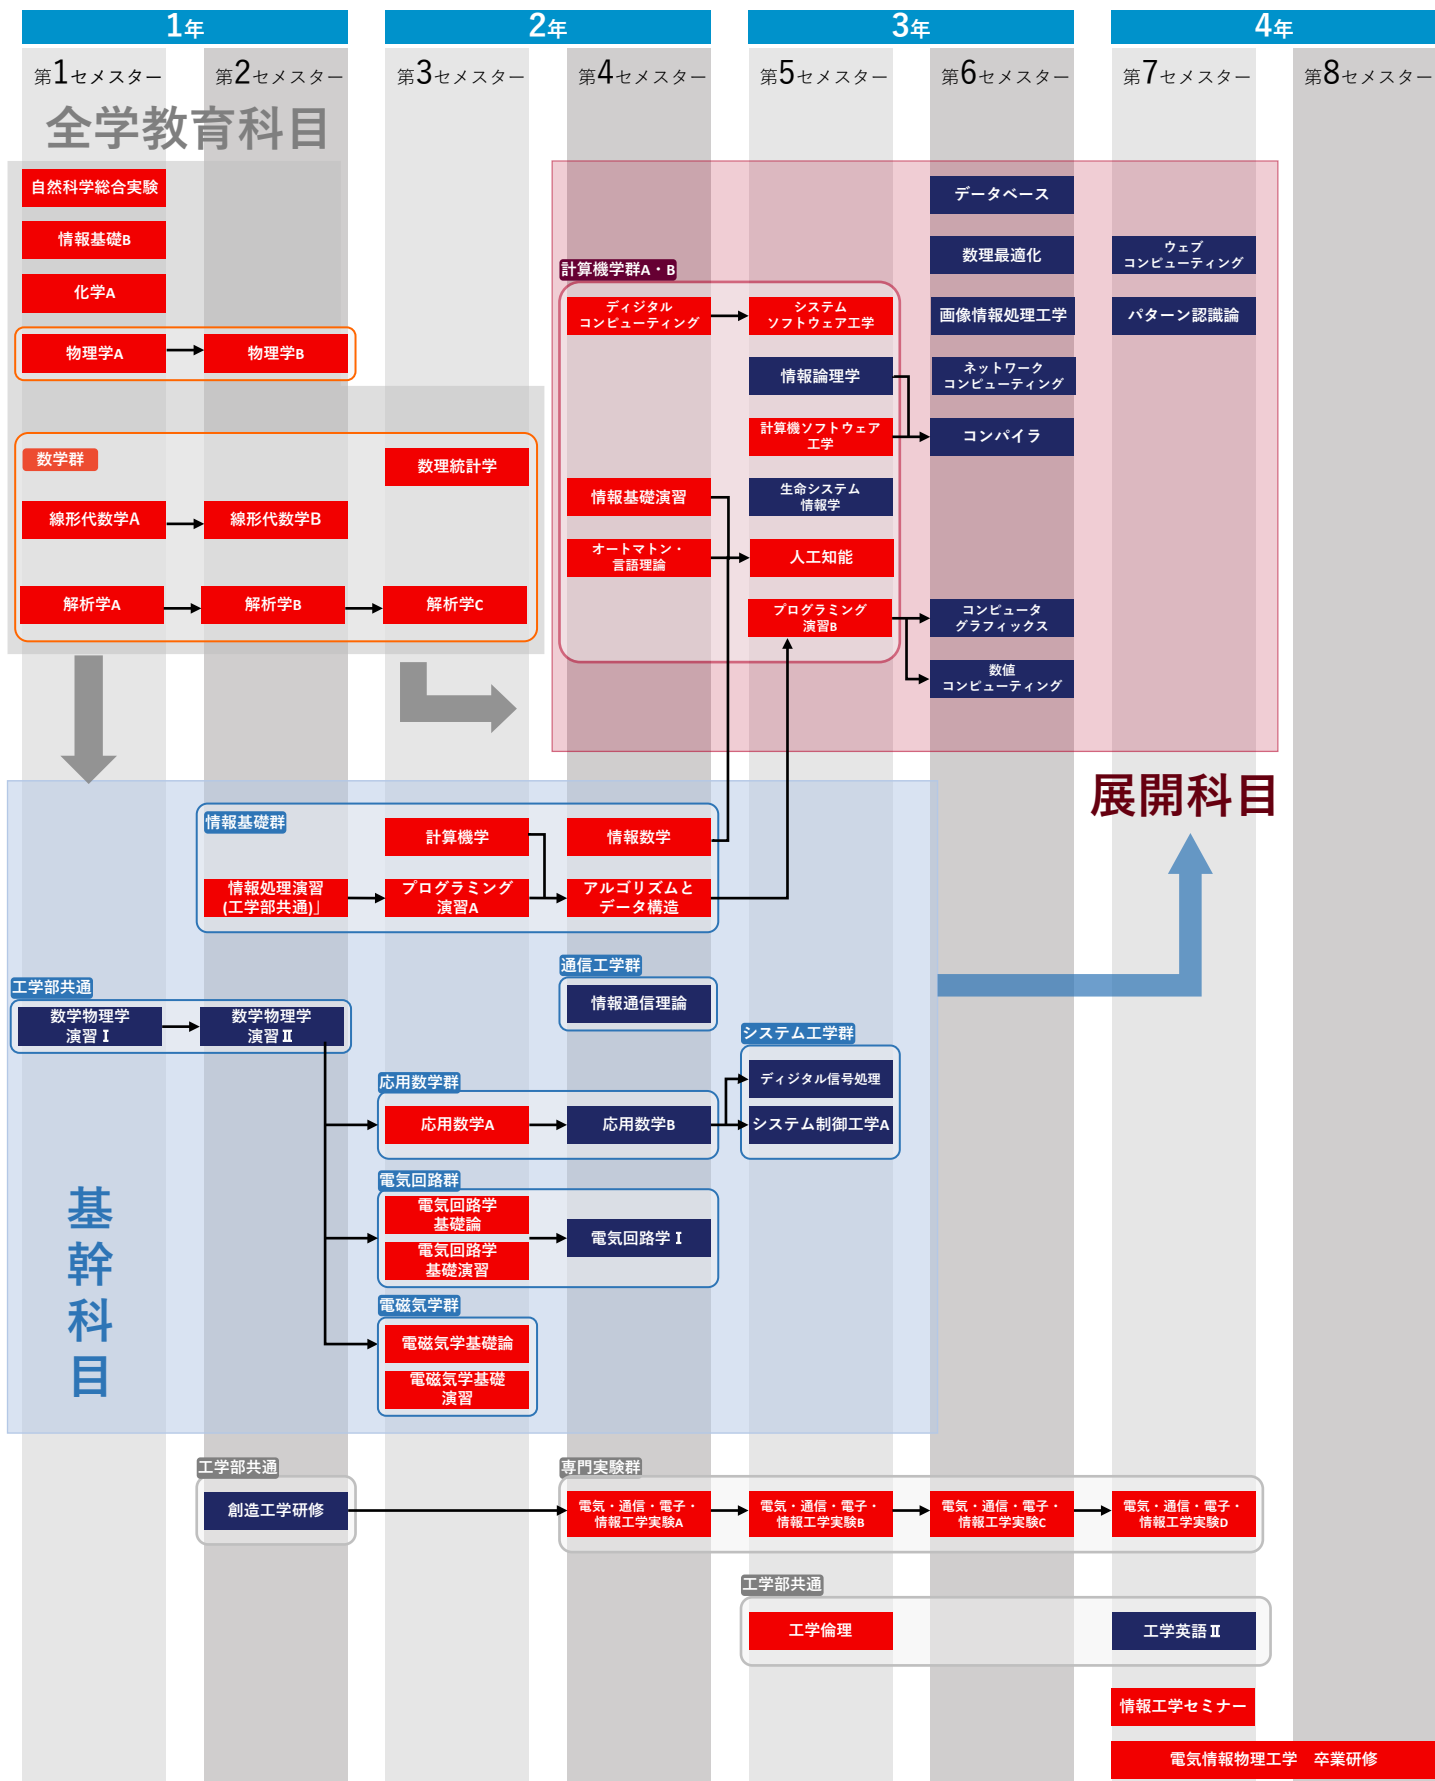 1年
2年
3年
4年
第1セメスター
第2セメスター
第3セメスター
第4セメスター
第5セメスター
第6セメスター
第7セメスター
第8セメスター
全学教育科目
自然科学総合実験
情報基礎B
化学A
物理学A
物理学B
数学群
数理統計学
線形代数学A
線形代数学B
解析学A
解析学B
解析学C
データベース
数理最適化
ウェブ
コンピューティング
計算機学群A・B
ディジタル
コンピューティング
システム
ソフトウェア工学
画像情報処理工学
パターン認識論
情報論理学
ネットワーク
コンピューティング
計算機ソフトウェア
工学
コンパイラ
情報基礎演習
生命システム
情報学
オートマトン・
言語理論
人工知能
プログラミング
演習B
コンピュータ
グラフィックス
数値
コンピューティング
展開科目
情報基礎群
計算機学
情報数学
情報処理演習
(工学部共通)」
プログラミング
演習A
アルゴリズムと
データ構造
工学部共通
数学物理学
演習Ⅰ
数学物理学
演習Ⅱ
通信工学群
情報通信理論
システム工学群
ディジタル信号処理
システム制御工学A
応用数学群
応用数学A
応用数学B
電気回路群
電気回路学
基礎論
電気回路学
基礎演習
電気回路学Ⅰ
電磁気学群
電磁気学基礎論
電磁気学基礎
演習
基
幹
科
目
工学部共通
創造工学研修
専門実験群
電気・通信・電子・
情報工学実験A
電気・通信・電子・
情報工学実験B
電気・通信・電子・
情報工学実験C
電気・通信・電子・
情報工学実験D
工学部共通
工学倫理
工学英語Ⅱ
情報工学セミナー
電気情報物理工学　卒業研修